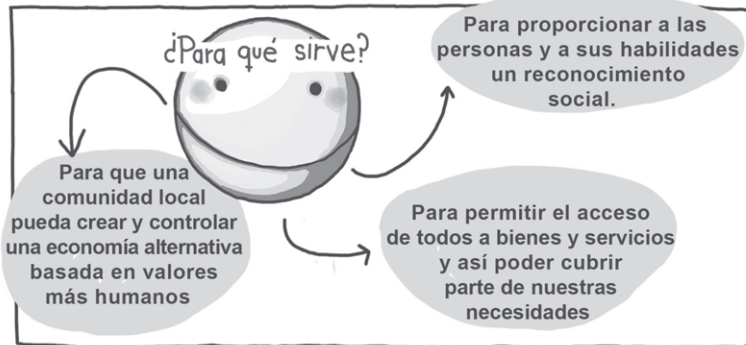 ¿Para qué sirve?
Para proporcionar a las
personas y a sus habilidades
un reconocimiento
social.
Para que una
comunidad local
pueda crear y controlar
una economía alternativa
basada en valores
más humanos
Para permitir el acceso
de todos a bienes y servicios
y así poder cubrir
parte de nuestras
necesidades